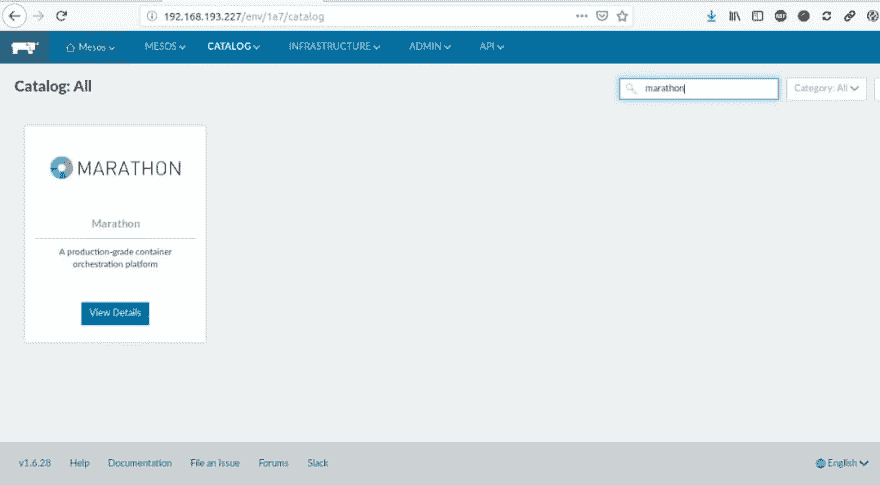 192.168.193.227/env/1a7/catalog
Mesos MESOS CATALOG INFRASTRUCTURE ADMIN API
Catalog: All
marathon
Category: All
MARATHON
Marathon
A production-grade container
orchestration platform
View Details
v1.6.28 Help Documentation File an Issue Forums Slack English